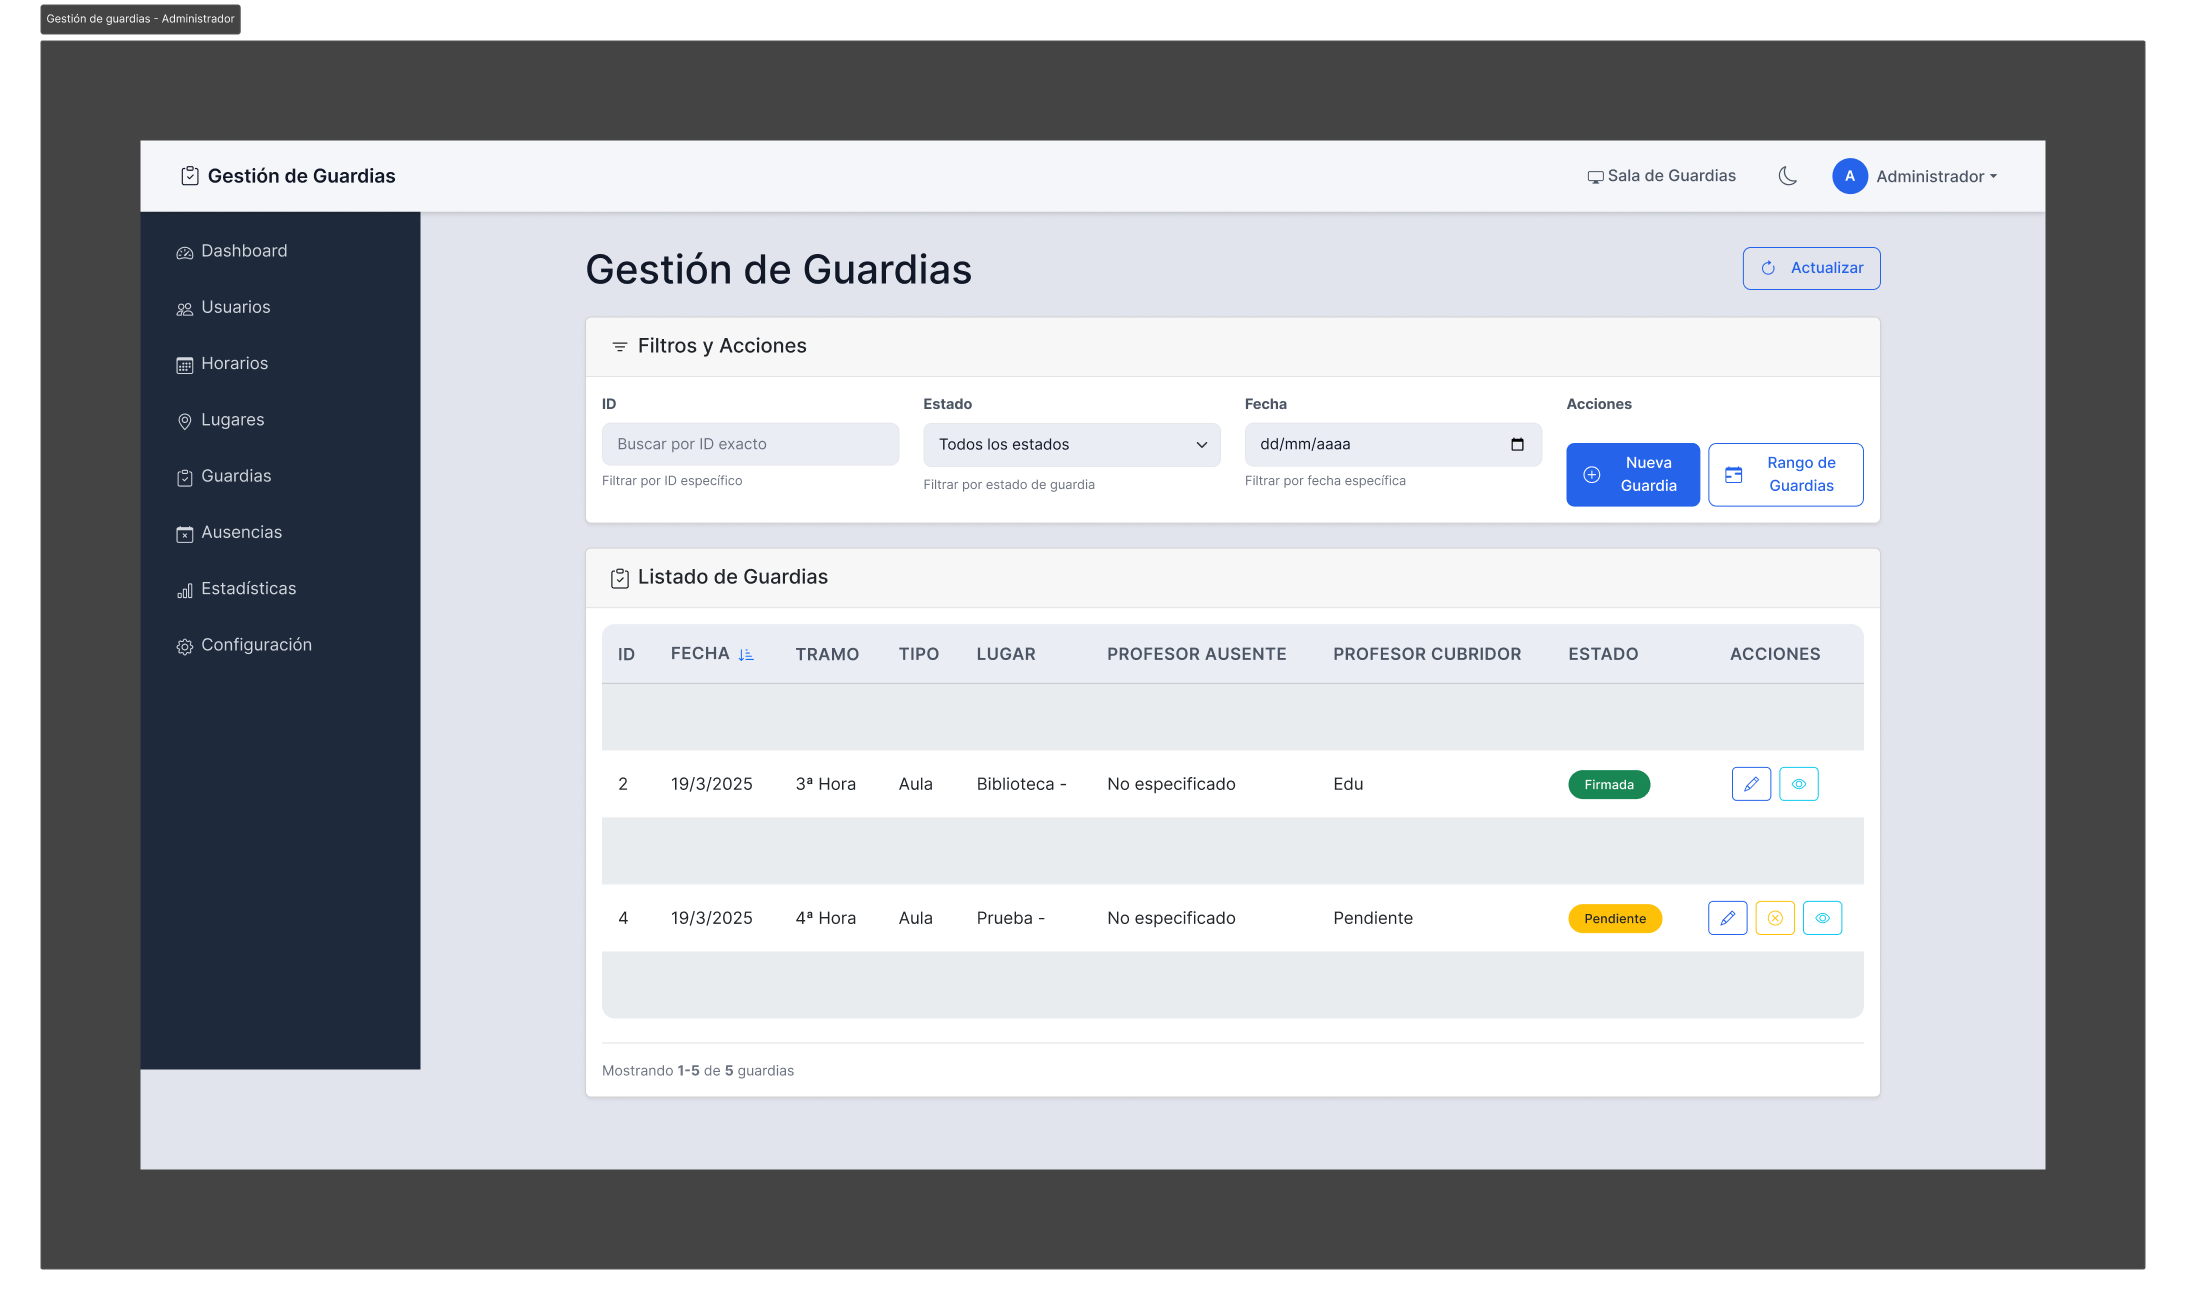 Gestión de guardias - Administrador
Gestión de Guardias
Sala de Guardias
A
Administrador
Dashboard
Usuarios
Horarios
Lugares
Guardias
Ausencias
Estadísticas
Configuración
Gestión de Guardias
Actualizar
Filtros y Acciones
ID
Estado
Fecha
Acciones
Buscar por ID exacto
Todos los estados
dd/mm/aaaa
Nueva
Guardia
Rango de
Guardias
Filtrar por ID específico
Filtrar por estado de guardia
Filtrar por fecha específica
Listado de Guardias
ID FECHA TRAMO TIPO LUGAR PROFESOR AUSENTE PROFESOR CUBRIDOR ESTADO ACCIONES
2 19/3/2025 3ª Hora Aula Biblioteca - No especificado Edu Firmada
4 19/3/2025 4ª Hora Aula Prueba - No especificado Pendiente Pendiente
Mostrando 1-5 de 5 guardias